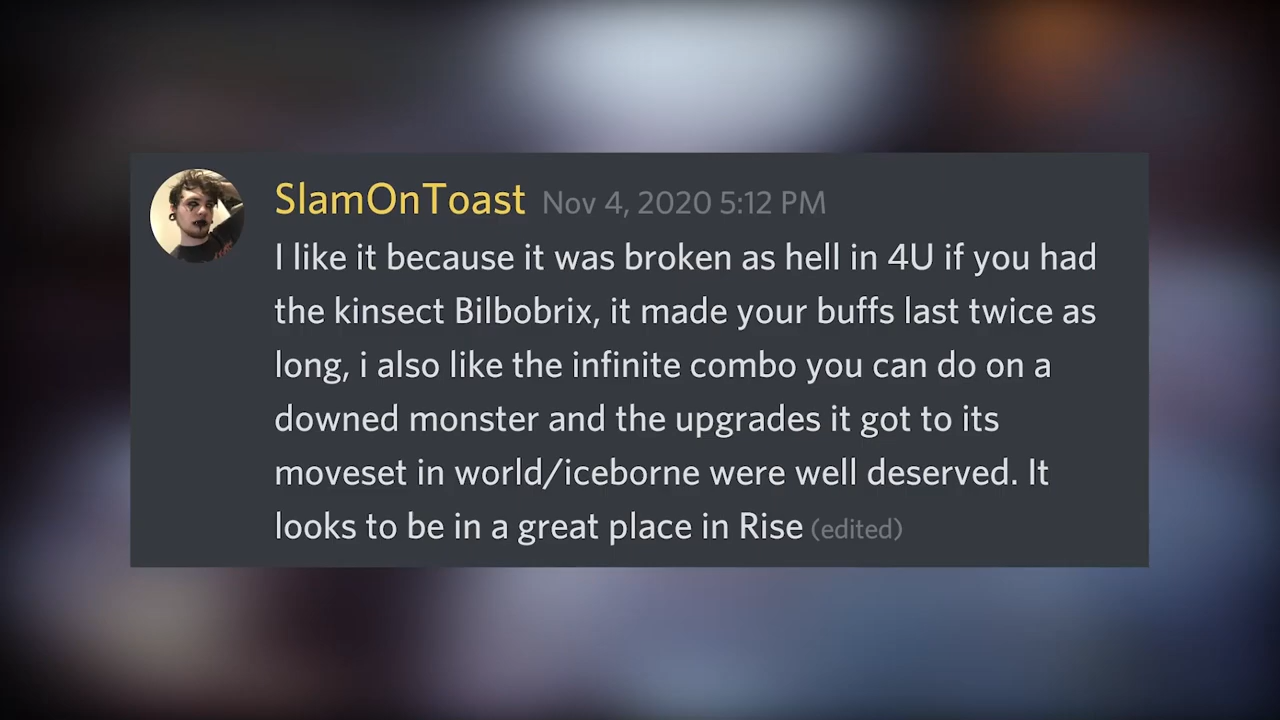 SlamOnToast Nov 4, 2020 5:12 PM
I like it because it was broken as hell in 4U if you had
the kinsect Bilbobrix, it made your buffs last twice as
long, i also like the infinite combo you can do on a
downed monster and the upgrades it got to its
moveset in world/iceborne were well deserved. It
looks to be in a great place in Rise (edited)